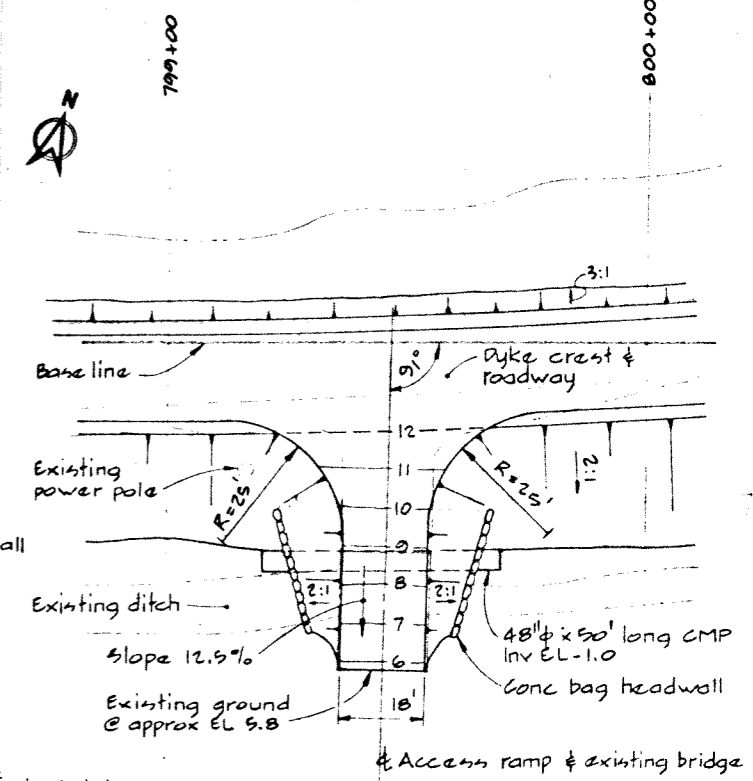 799+00
800+00
N
3:1
Base line
91°
Dyke crest &
roadway
12
Existing
power pole
R=25'
11
R=25'
1:2
10
all
9
8
2:1
2:1
Existing ditch
7
48"φ x 50' long CMP
Inv EL-1.0
Slope 12.5%
6
Conc bag headwall
Existing ground
@ approx EL 5.8
18'
℄ Access ramp & existing bridge